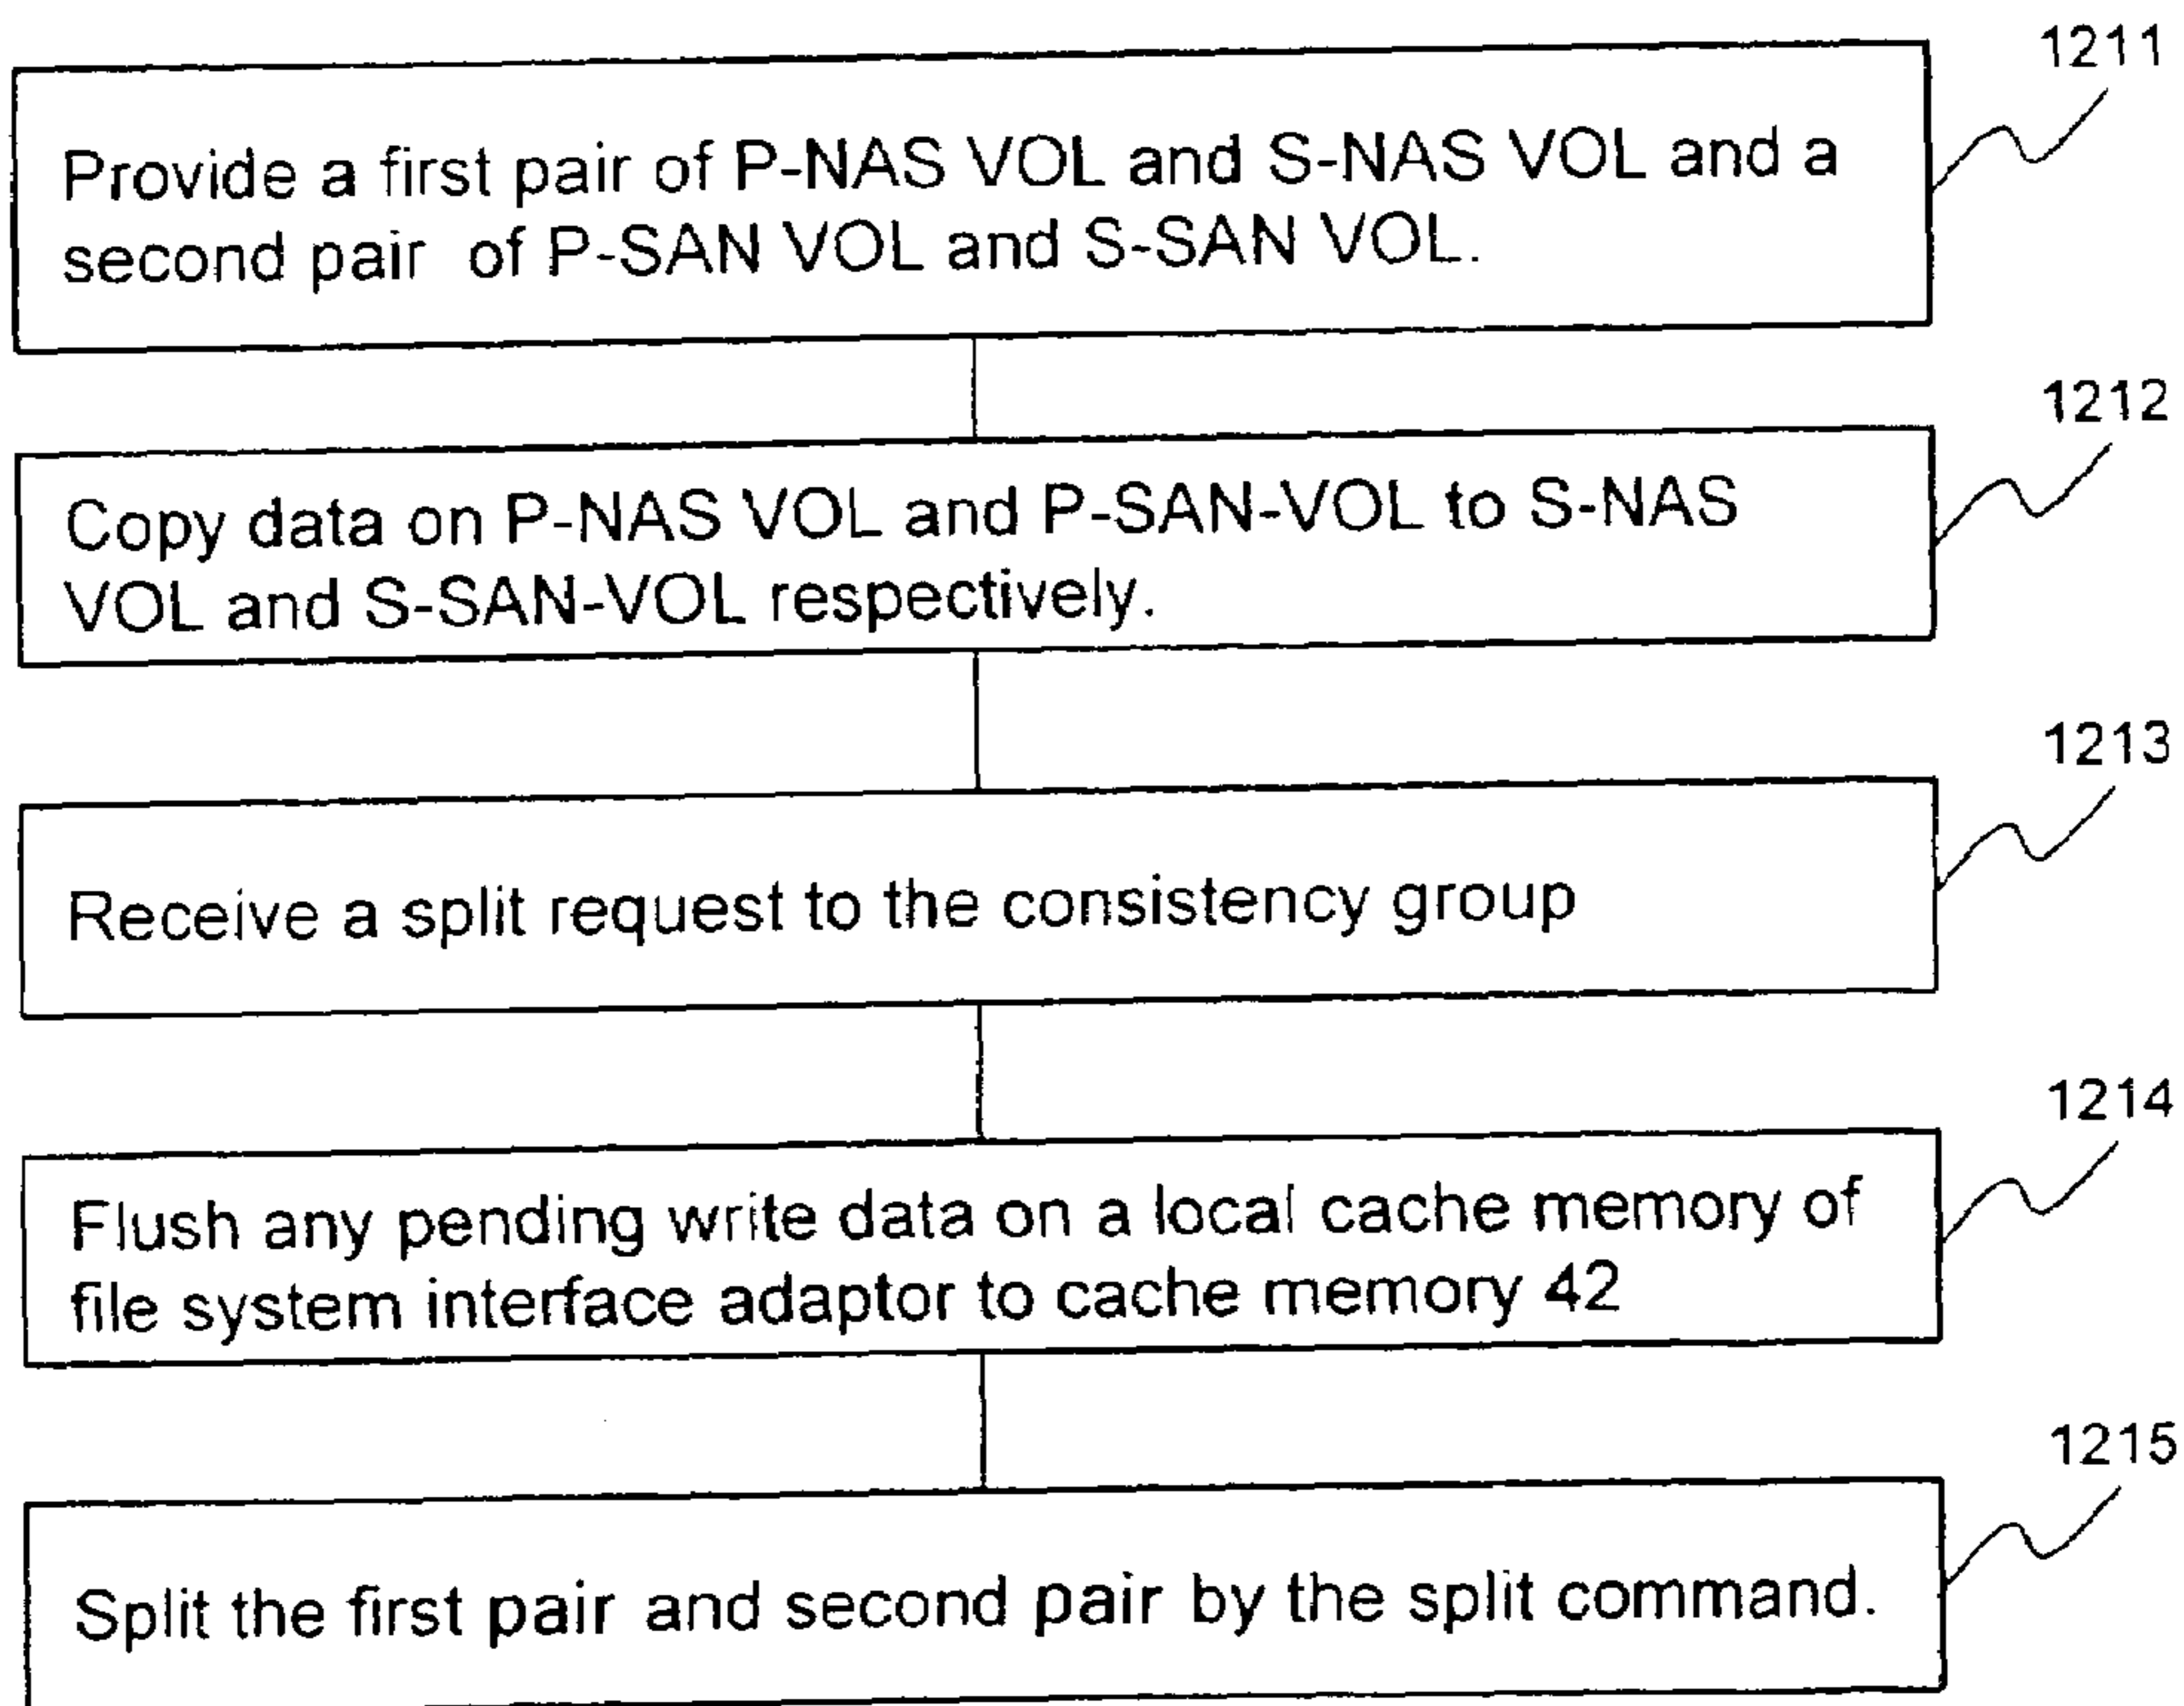 1211
Provide a first pair of P-NAS VOL and S-NAS VOL and a
second pair of P-SAN VOL and S-SAN VOL.
1212
Copy data on P-NAS VOL and P-SAN-VOL to S-NAS
VOL and S-SAN-VOL respectively.
1213
Receive a split request to the consistency group
1214
Flush any pending write data on a local cache memory of
file system interface adaptor to cache memory 42
1215
Split the first pair and second pair by the split command.